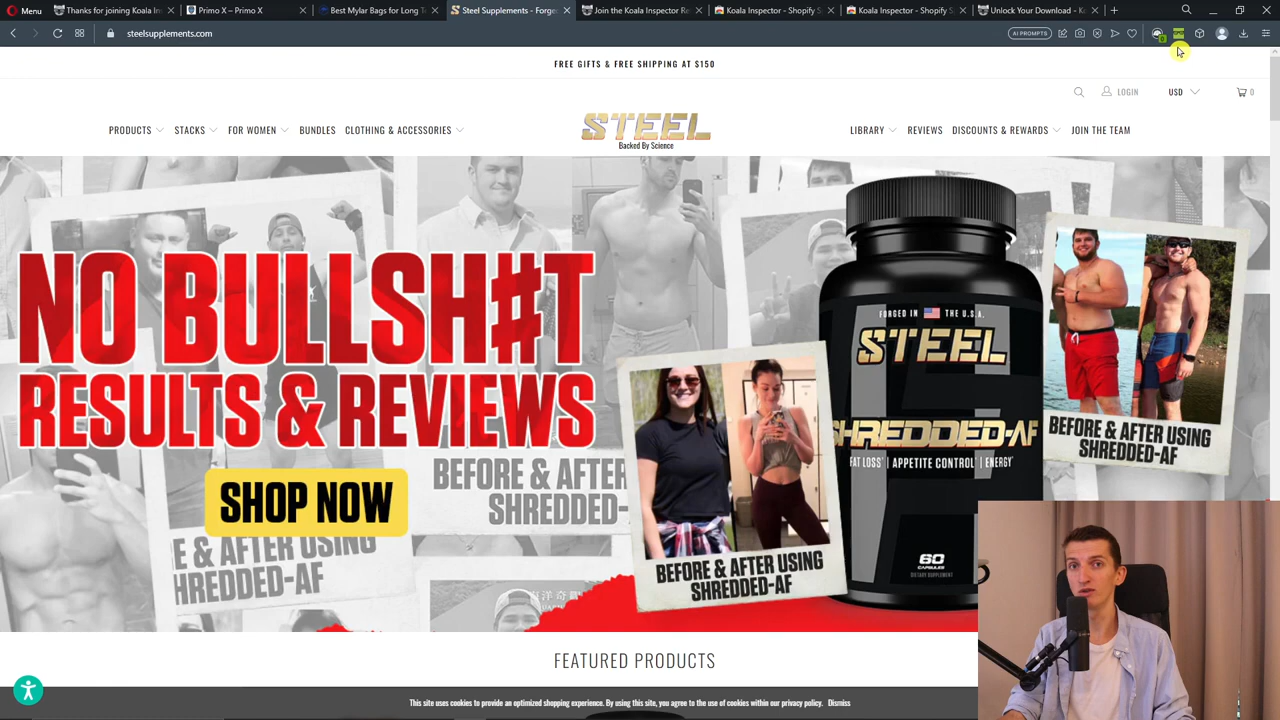 Menu
Thanks for joining Koala In
Primo X – Primo X
Best Mylar Bags for Long T
Steel Supplements - Forge
Join the Koala Inspector Re
Koala Inspector - Shopify S
Koala Inspector - Shopify S
Unlock Your Download - K
steelsupplements.com
AI PROMPTS
FREE GIFTS & FREE SHIPPING AT $150
LOGIN
USD
0
PRODUCTS
STACKS
FOR WOMEN
BUNDLES
CLOTHING & ACCESSORIES
STEEL
Backed By Science
LIBRARY
REVIEWS
DISCOUNTS & REWARDS
JOIN THE TEAM
NO BULLSH#T
RESULTS & REVIEWS
SHOP NOW
BEFORE & AFTER
SHREDDED-
E & AFTER USING
HREDDED-AF
BEFORE & AFTER USING
SHREDDED-AF
FORGED IN THE U.S.A.
STEEL
SHREDDED-AF
FAT LOSS* | APPETITE CONTROL* | ENERGY*
60
CAPSULES
DIETARY SUPPLEMENT
BEFORE & AFTER USING
SHREDDED-AF
FEATURED PRODUCTS
This site uses cookies to provide an optimized shopping experience. By using this site, you agree to the use of cookies within our privacy policy. Dismiss